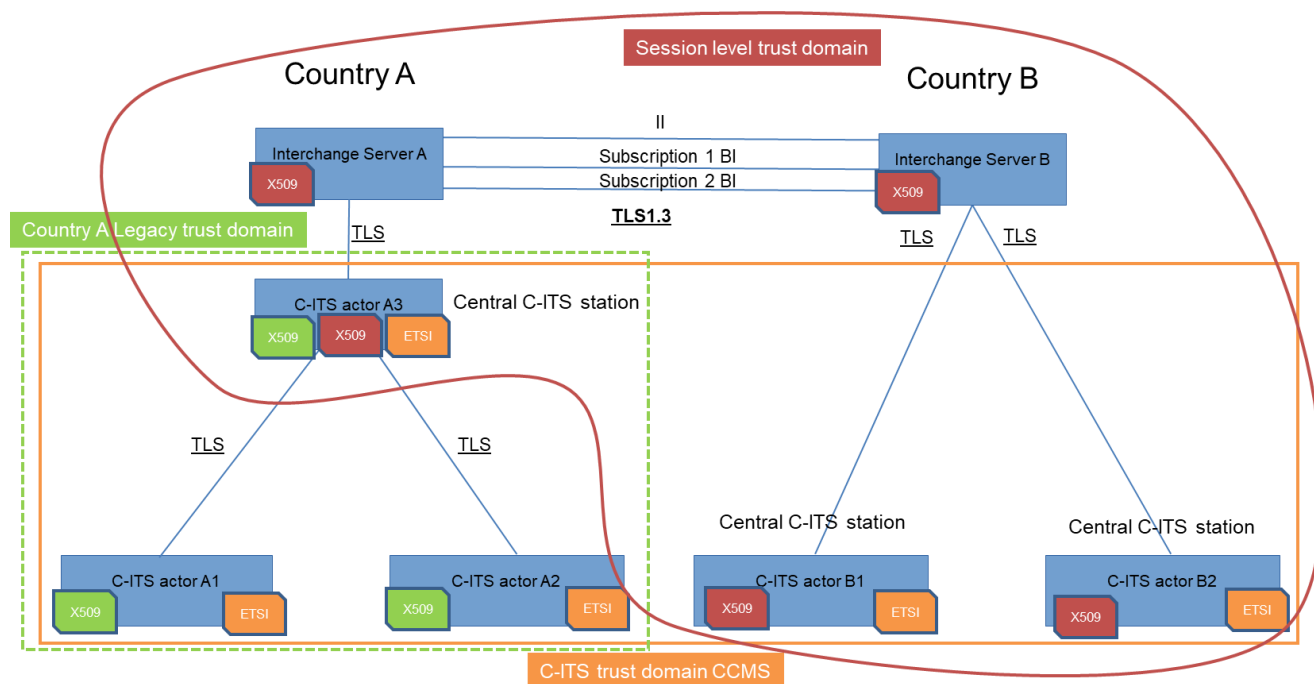 Session level trust domain
Country A
Country B
II
Interchange Server A
Subscription 1 BI
Interchange Server B
X509
Subscription 2 BI
X509
TLS1.3
Country A Legacy trust domain
TLS
TLS
TLS
C-ITS actor A3
Central C-ITS station
X509
X509
ETSI
TLS
TLS
Central C-ITS station
Central C-ITS station
C-ITS actor A1
C-ITS actor A2
C-ITS actor B1
C-ITS actor B2
X509
ETSI
X509
ETSI
X509
ETSI
X509
ETSI
C-ITS trust domain CCMS